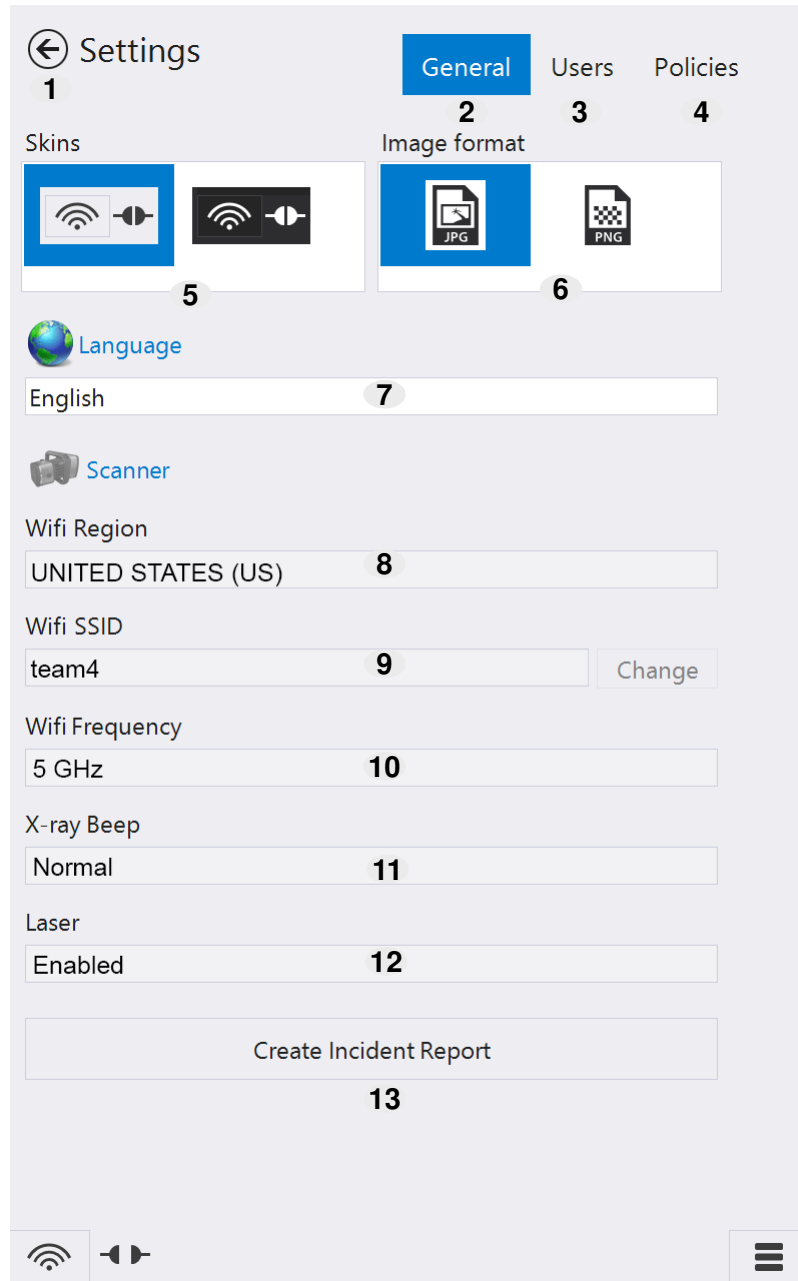 Settings
General Users Policies
1
2 3 4
Skins
Image format
JPG
PNG
5
6
Language
English
7
Scanner
Wifi Region
UNITED STATES (US)
8
Wifi SSID
team4
9
Change
Wifi Frequency
5 GHz
10
X-ray Beep
Normal
11
Laser
Enabled
12
Create Incident Report
13